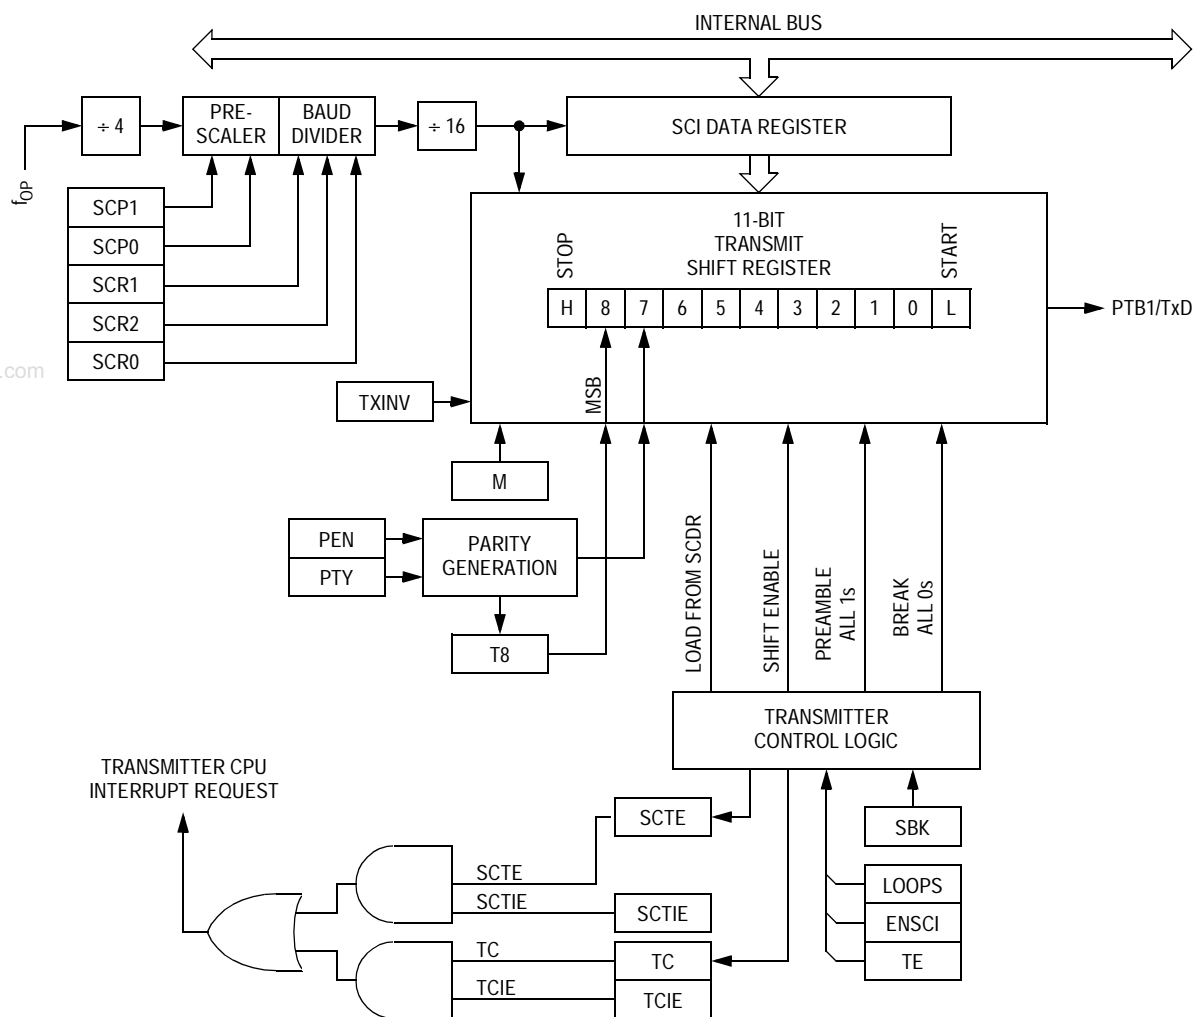 INTERNAL BUS
÷ 4
PRE-
SCALER
BAUD
DIVIDER
÷ 16
SCI DATA REGISTER
fOP
SCP1
SCP0
SCR1
SCR2
SCR0
11-BIT
TRANSMIT
SHIFT REGISTER
STOP
START
H 8 7 6 5 4 3 2 1 0 L
PTB1/TxD
.com
TXINV
MSB
M
PEN
PTY
PARITY
GENERATION
T8
LOAD FROM SCDR
SHIFT ENABLE
PREAMBLE
ALL 1s
BREAK
ALL 0s
TRANSMITTER
CONTROL LOGIC
TRANSMITTER CPU
INTERRUPT REQUEST
SCTE
SBK
SCTE
SCTIE
SCTIE
LOOPS
ENSCI
TE
TC
TC
TCIE
TCIE